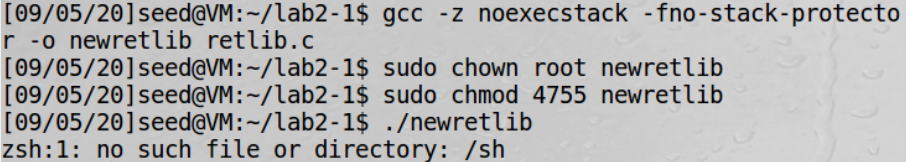 [09/05/20]seed@VM:~/lab2-1$ gcc -z noexecstack -fno-stack-protecto
r -o newretlib retlib.c
[09/05/20]seed@VM:~/lab2-1$ sudo chown root newretlib
[09/05/20]seed@VM:~/lab2-1$ sudo chmod 4755 newretlib
[09/05/20]seed@VM:~/lab2-1$ ./newretlib
zsh:1: no such file or directory: /sh